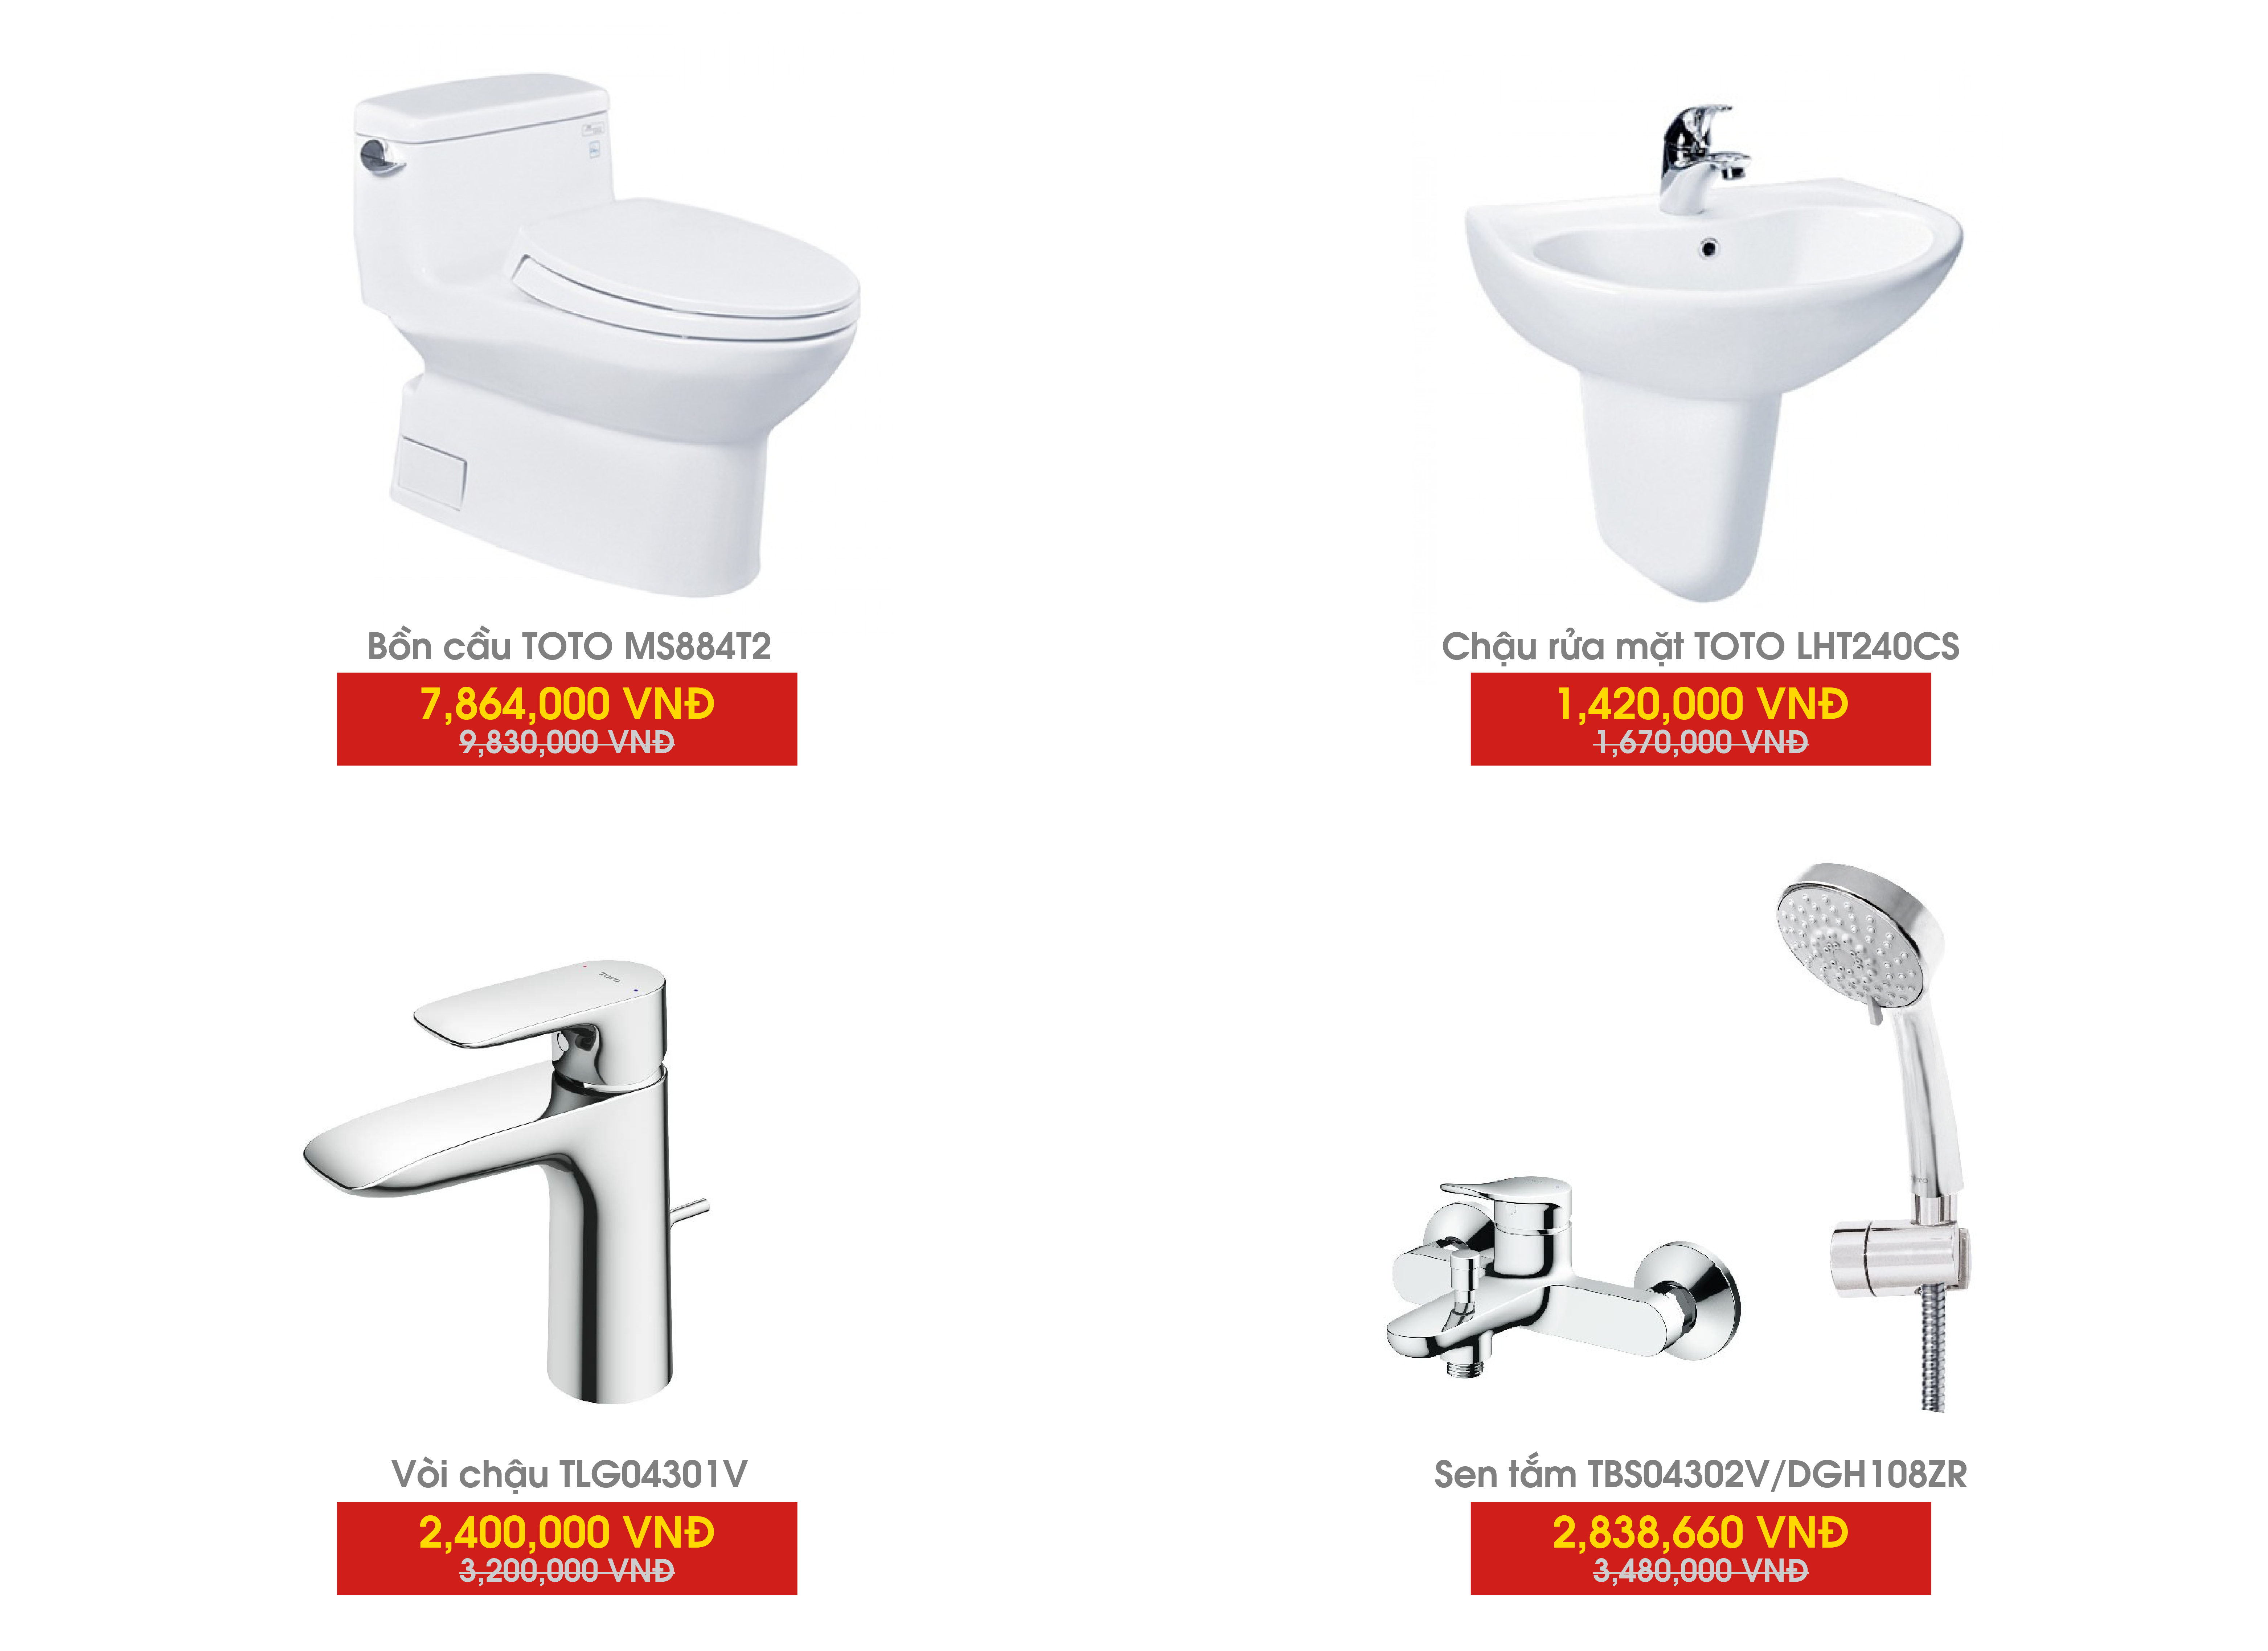 Bồn cầu TOTO MS884T2
7,864,000 VNĐ
9,830,000 VNĐ
Chậu rửa mặt TOTO LHT240CS
1,420,000 VNĐ
1,670,000 VNĐ
TOTO
Vòi chậu TLG04301V
2,400,000 VNĐ
3,200,000 VNĐ
Sen tắm TBS04302V/DGH108ZR
2,838,660 VNĐ
3,480,000 VNĐ